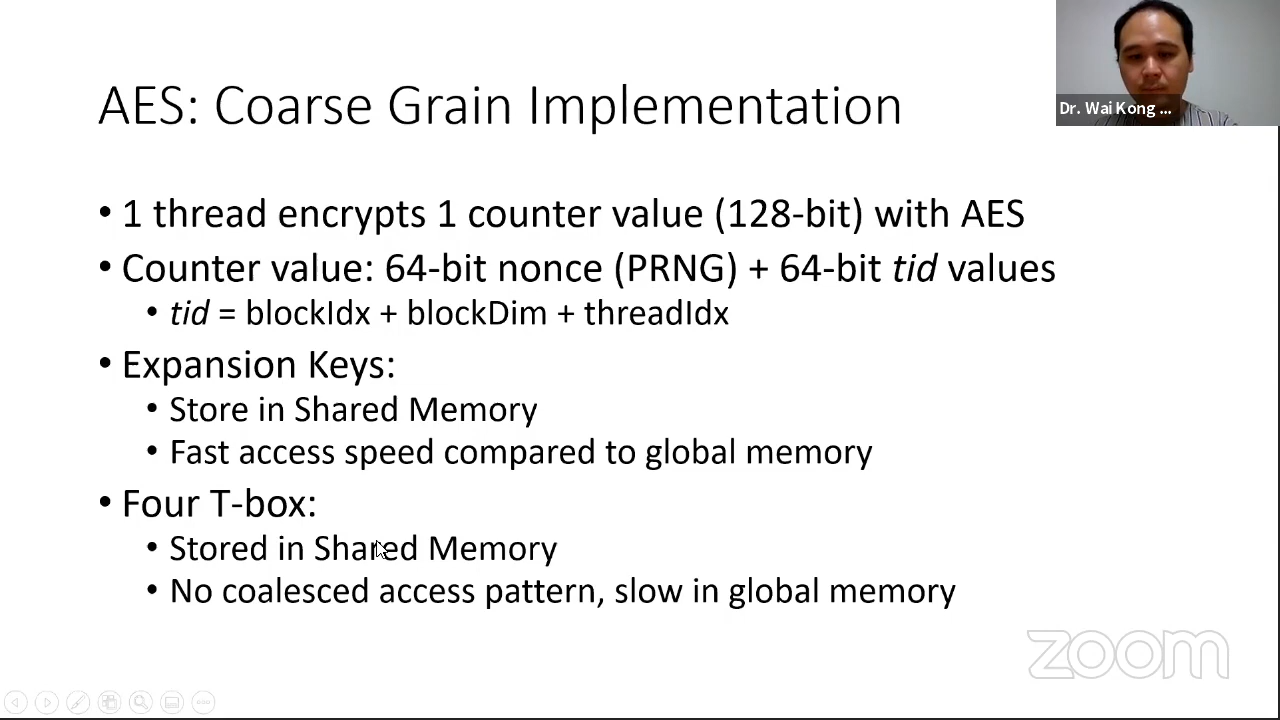 AES: Coarse Grain Implementation
Dr. Wai Kong ...
• 1 thread encrypts 1 counter value (128-bit) with AES
• Counter value: 64-bit nonce (PRNG) + 64-bit tid values
• tid = blockIdx + blockDim + threadIdx
• Expansion Keys:
• Store in Shared Memory
• Fast access speed compared to global memory
• Four T-box:
• Stored in Shared Memory
• No coalesced access pattern, slow in global memory
zoom